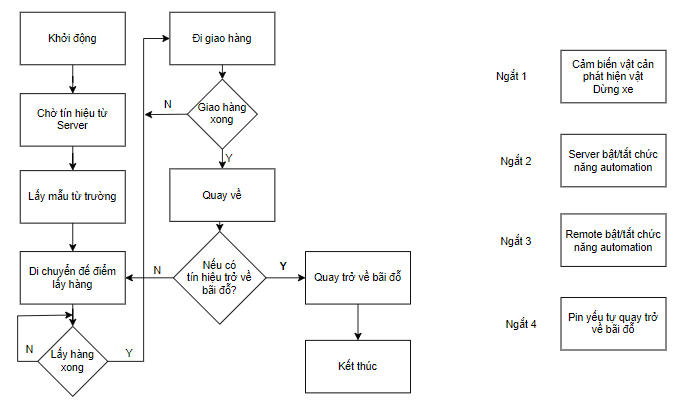 Khởi động
Chờ tín hiệu từ
Server
Lấy mẫu từ trường
Di chuyển đế điểm
lấy hàng
Lấy hàng
xong
N
Y
Đi giao hàng
Giao hàng
xong
N
Y
Quay về
Nếu có
tín hiệu trở về
bãi đỗ?
N
Y
Quay trở về bãi đỗ
Kết thúc
Ngắt 1
Cảm biến vật cản
phát hiện vật
Dừng xe
Ngắt 2
Server bật/tắt chức
năng automation
Ngắt 3
Remote bật/tắt chức
năng automation
Ngắt 4
Pin yếu tự quay trở
về bãi đỗ